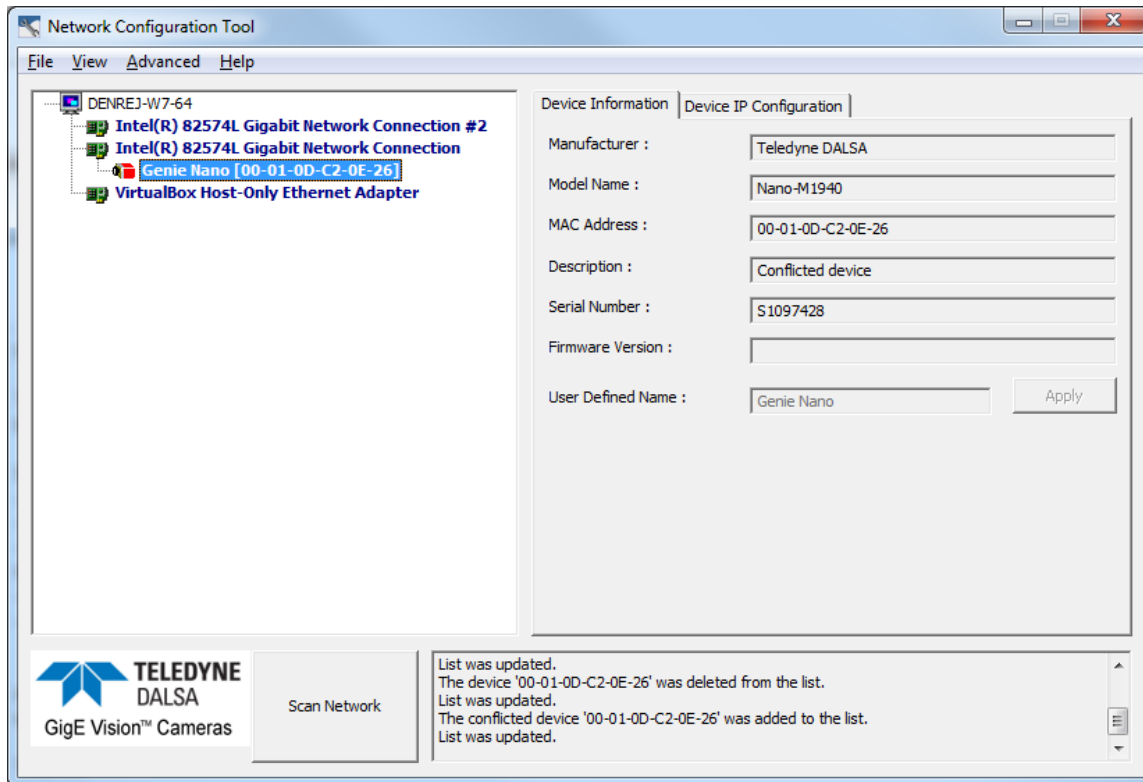 Network Configuration Tool
File View Advanced Help
DENREJ-W7-64
Intel(R) 82574L Gigabit Network Connection #2
Intel(R) 82574L Gigabit Network Connection
Genie Nano [00-01-0D-C2-0E-26]
VirtualBox Host-Only Ethernet Adapter
Device Information Device IP Configuration
Manufacturer : Teledyne DALSA
Model Name : Nano-M1940
MAC Address : 00-01-0D-C2-0E-26
Description : Conflicted device
Serial Number : S1097428
Firmware Version :
User Defined Name : Genie Nano Apply
TELEDYNE
DALSA
GigE Vision™ Cameras
Scan Network
List was updated.
The device '00-01-0D-C2-0E-26' was deleted from the list.
List was updated.
The conflicted device '00-01-0D-C2-0E-26' was added to the list.
List was updated.